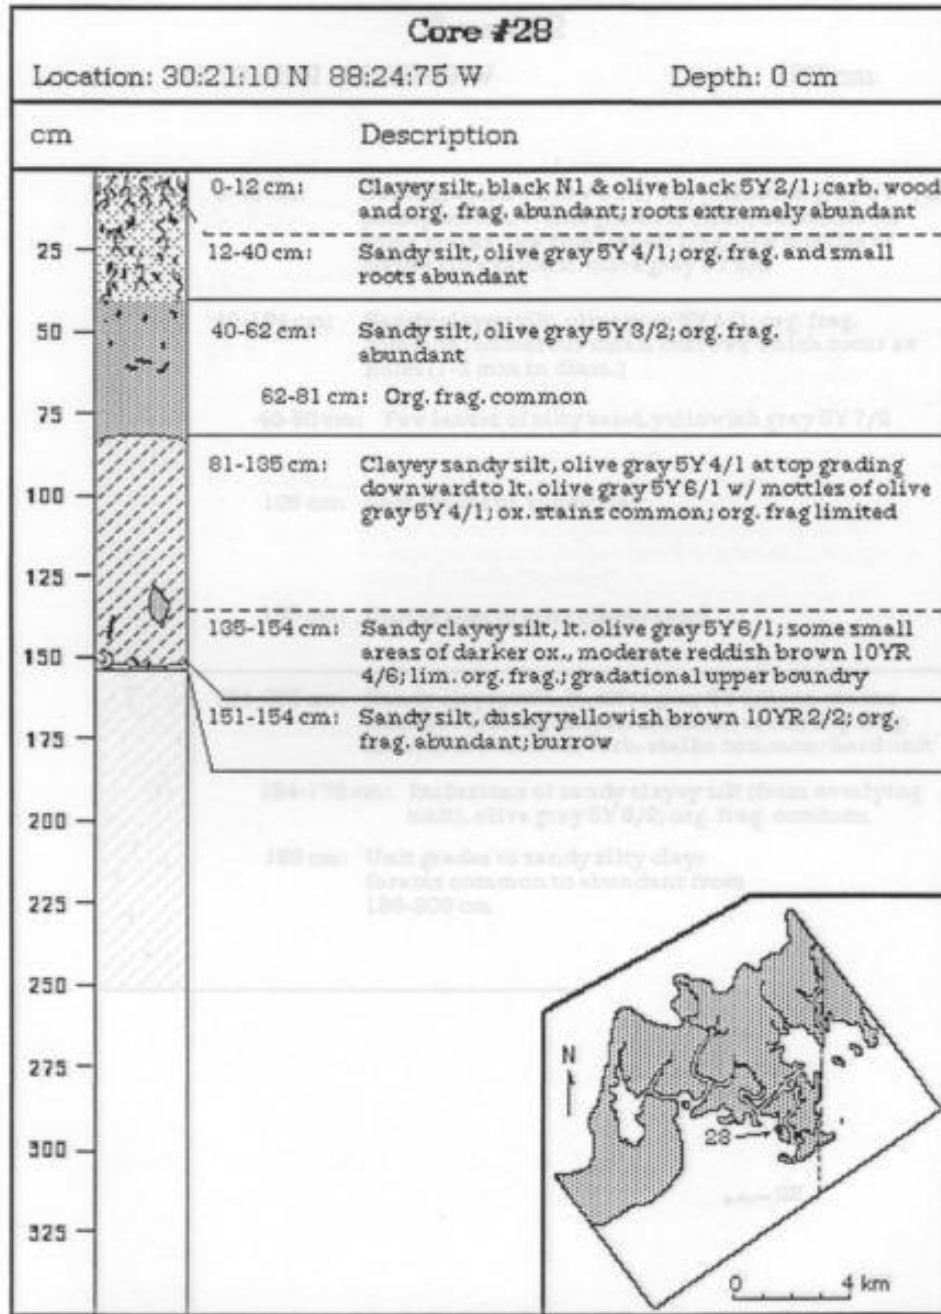 Core #28
Location: 30:21:10 N 88:24:75 W Depth: 0 cm
cm Description
0-12 cm: Clayey silt, black N1 & olive black 5Y 2/1; carb. wood
and org. frag. abundant; roots extremely abundant
25
12-40 cm: Sandy silt, olive gray 5Y 4/1; org. frag. and small
roots abundant
50
40-62 cm: Sandy silt, olive gray 5Y 3/2; org. frag.
abundant
62-81 cm: Org. frag. common
75
81-135 cm: Clayey sandy silt, olive gray 5Y 4/1 at top grading
downward to lt. olive gray 5Y 6/1 w/ mottles of olive
gray 5Y 4/1; ox. stains common; org. frag limited
100
125
135-154 cm: Sandy clayey silt, lt. olive gray 5Y 6/1; some small
areas of darker ox., moderate reddish brown 10YR
4/6; lim. org. frag.; gradational upper boundry
150
151-154 cm: Sandy silt, dusky yellowish brown 10YR 2/2; org.
frag. abundant; burrow
175
200
225
250
275
300
325
N
28
0 4 km